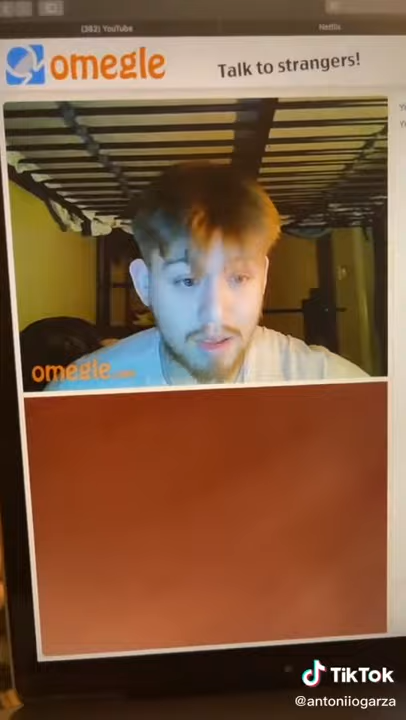 (382) YouTube
Netflix
omegle
Talk to strangers!
omegle
TikTok
@antoniiogarza